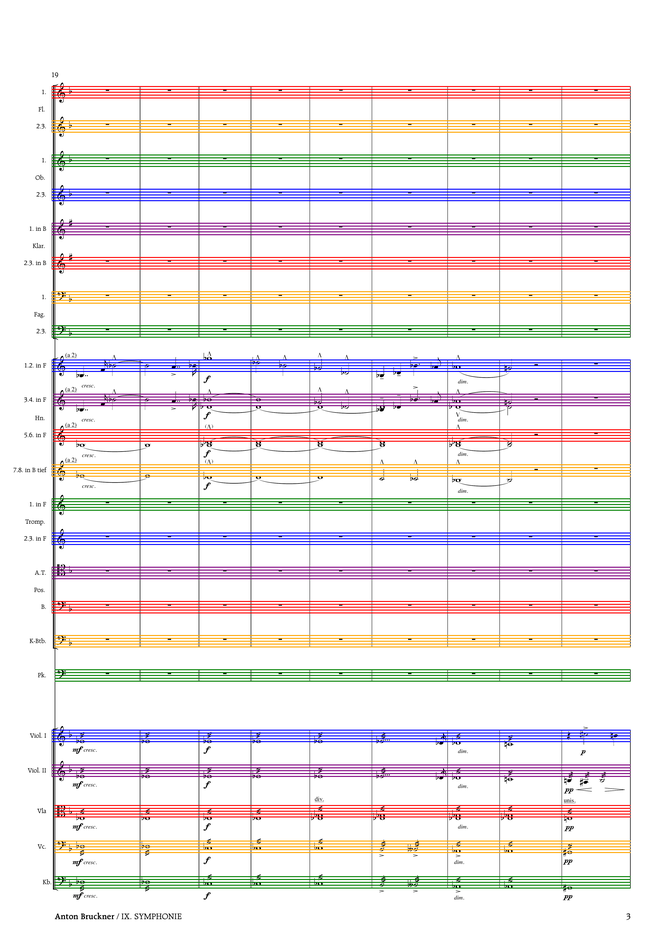 19
1.
Fl.
2.3.
1.
Ob.
2.3.
1. in B
Klar.
2.3. in B
1.
Fag.
2.3.
(a 2)
1.2. in F
cresc.
f
dim.
(a 2)
3.4. in F
cresc.
f
dim.
Hn.
(a 2)
5.6. in F
cresc.
f
dim.
(a 2)
7.8. in B tief
cresc.
f
dim.
1. in F
Tromp.
2.3. in F
A.T.
Pos.
B.
K-Btb.
Pk.
Viol. I
mf cresc. f dim. p
Viol. II
mf cresc. f dim. pp
div. unis.
Vla
mf cresc. f dim. pp
Vc.
mf cresc. f dim. pp
Kb.
mf cresc. f dim. pp
Anton Bruckner / IX. SYMPHONIE 3